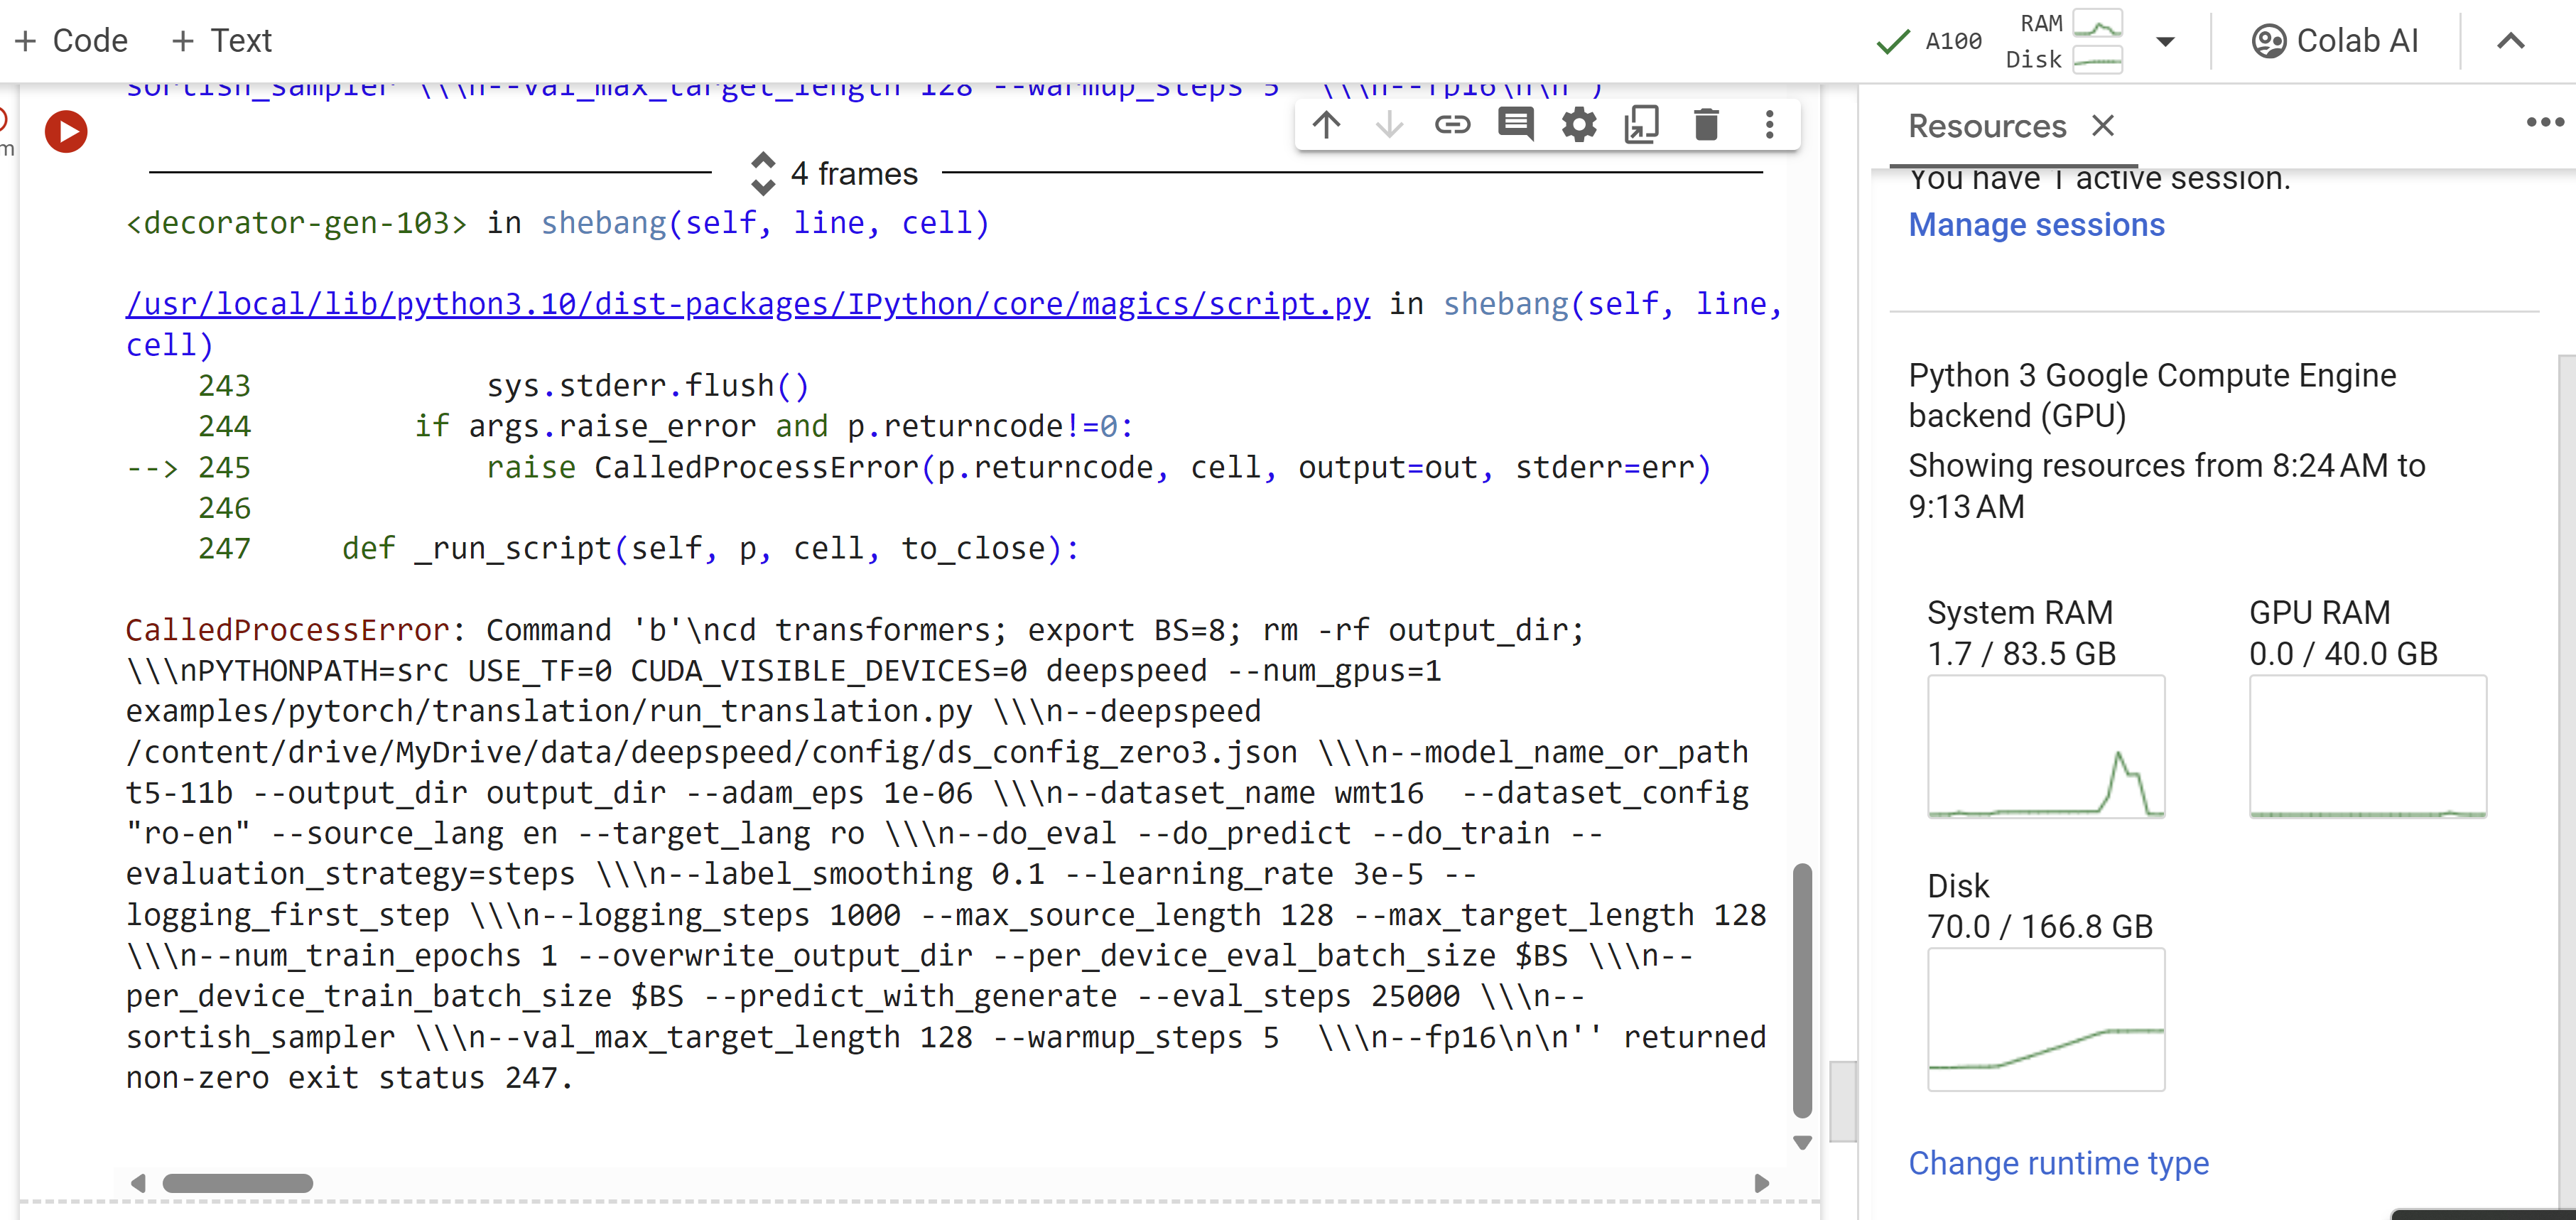 + Code + Text
A100
RAM
Disk
Colab AI
sortish_sampler \\\n--val_max_target_length 128 --warmup_steps 5  \\\n--fp16\n\n')
m
4 frames
<decorator-gen-103> in shebang(self, line, cell)
/usr/local/lib/python3.10/dist-packages/IPython/core/magics/script.py in shebang(self, line,
cell)
243 sys.stderr.flush()
244 if args.raise_error and p.returncode!=0:
--> 245 raise CalledProcessError(p.returncode, cell, output=out, stderr=err)
246
247 def _run_script(self, p, cell, to_close):
CalledProcessError: Command 'b'\ncd transformers; export BS=8; rm -rf output_dir;
\\\nPYTHONPATH=src USE_TF=0 CUDA_VISIBLE_DEVICES=0 deepspeed --num_gpus=1
examples/pytorch/translation/run_translation.py \\\n--deepspeed
/content/drive/MyDrive/data/deepspeed/config/ds_config_zero3.json \\\n--model_name_or_path
t5-11b --output_dir output_dir --adam_eps 1e-06 \\\n--dataset_name wmt16  --dataset_config
"ro-en" --source_lang en --target_lang ro \\\n--do_eval --do_predict --do_train --
evaluation_strategy=steps \\\n--label_smoothing 0.1 --learning_rate 3e-5 --
logging_first_step \\\n--logging_steps 1000 --max_source_length 128 --max_target_length 128
\\\n--num_train_epochs 1 --overwrite_output_dir --per_device_eval_batch_size $BS \\\n--
per_device_train_batch_size $BS --predict_with_generate --eval_steps 25000 \\\n--
sortish_sampler \\\n--val_max_target_length 128 --warmup_steps 5  \\\n--fp16\n\n'' returned
non-zero exit status 247.
Resources
You have 1 active session.
Manage sessions
Python 3 Google Compute Engine
backend (GPU)
Showing resources from 8:24 AM to
9:13 AM
System RAM
1.7 / 83.5 GB
GPU RAM
0.0 / 40.0 GB
Disk
70.0 / 166.8 GB
Change runtime type